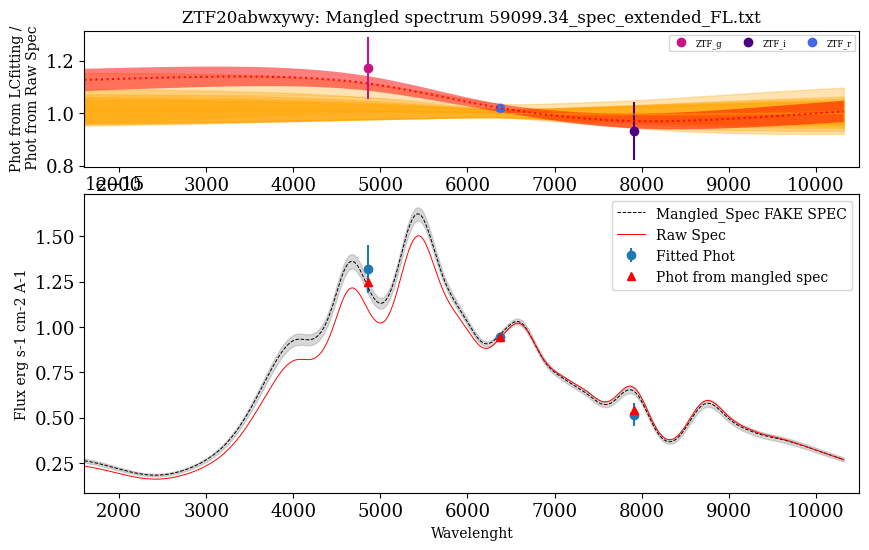 ZTF20abwxywy: Mangled spectrum 59099.34_spec_extended_FL.txt
Phot from LCfitting /
Phot from Raw Spec
1.2
1.0
0.8
ZTF_g ZTF_i ZTF_r
2000 3000 4000 5000 6000 7000 8000 9000 10000
1e−15
Flux erg s-1 cm-2 A-1
1.50
1.25
1.00
0.75
0.50
0.25
Mangled_Spec FAKE SPEC
Raw Spec
Fitted Phot
Phot from mangled spec
2000 3000 4000 5000 6000 7000 8000 9000 10000
Wavelenght